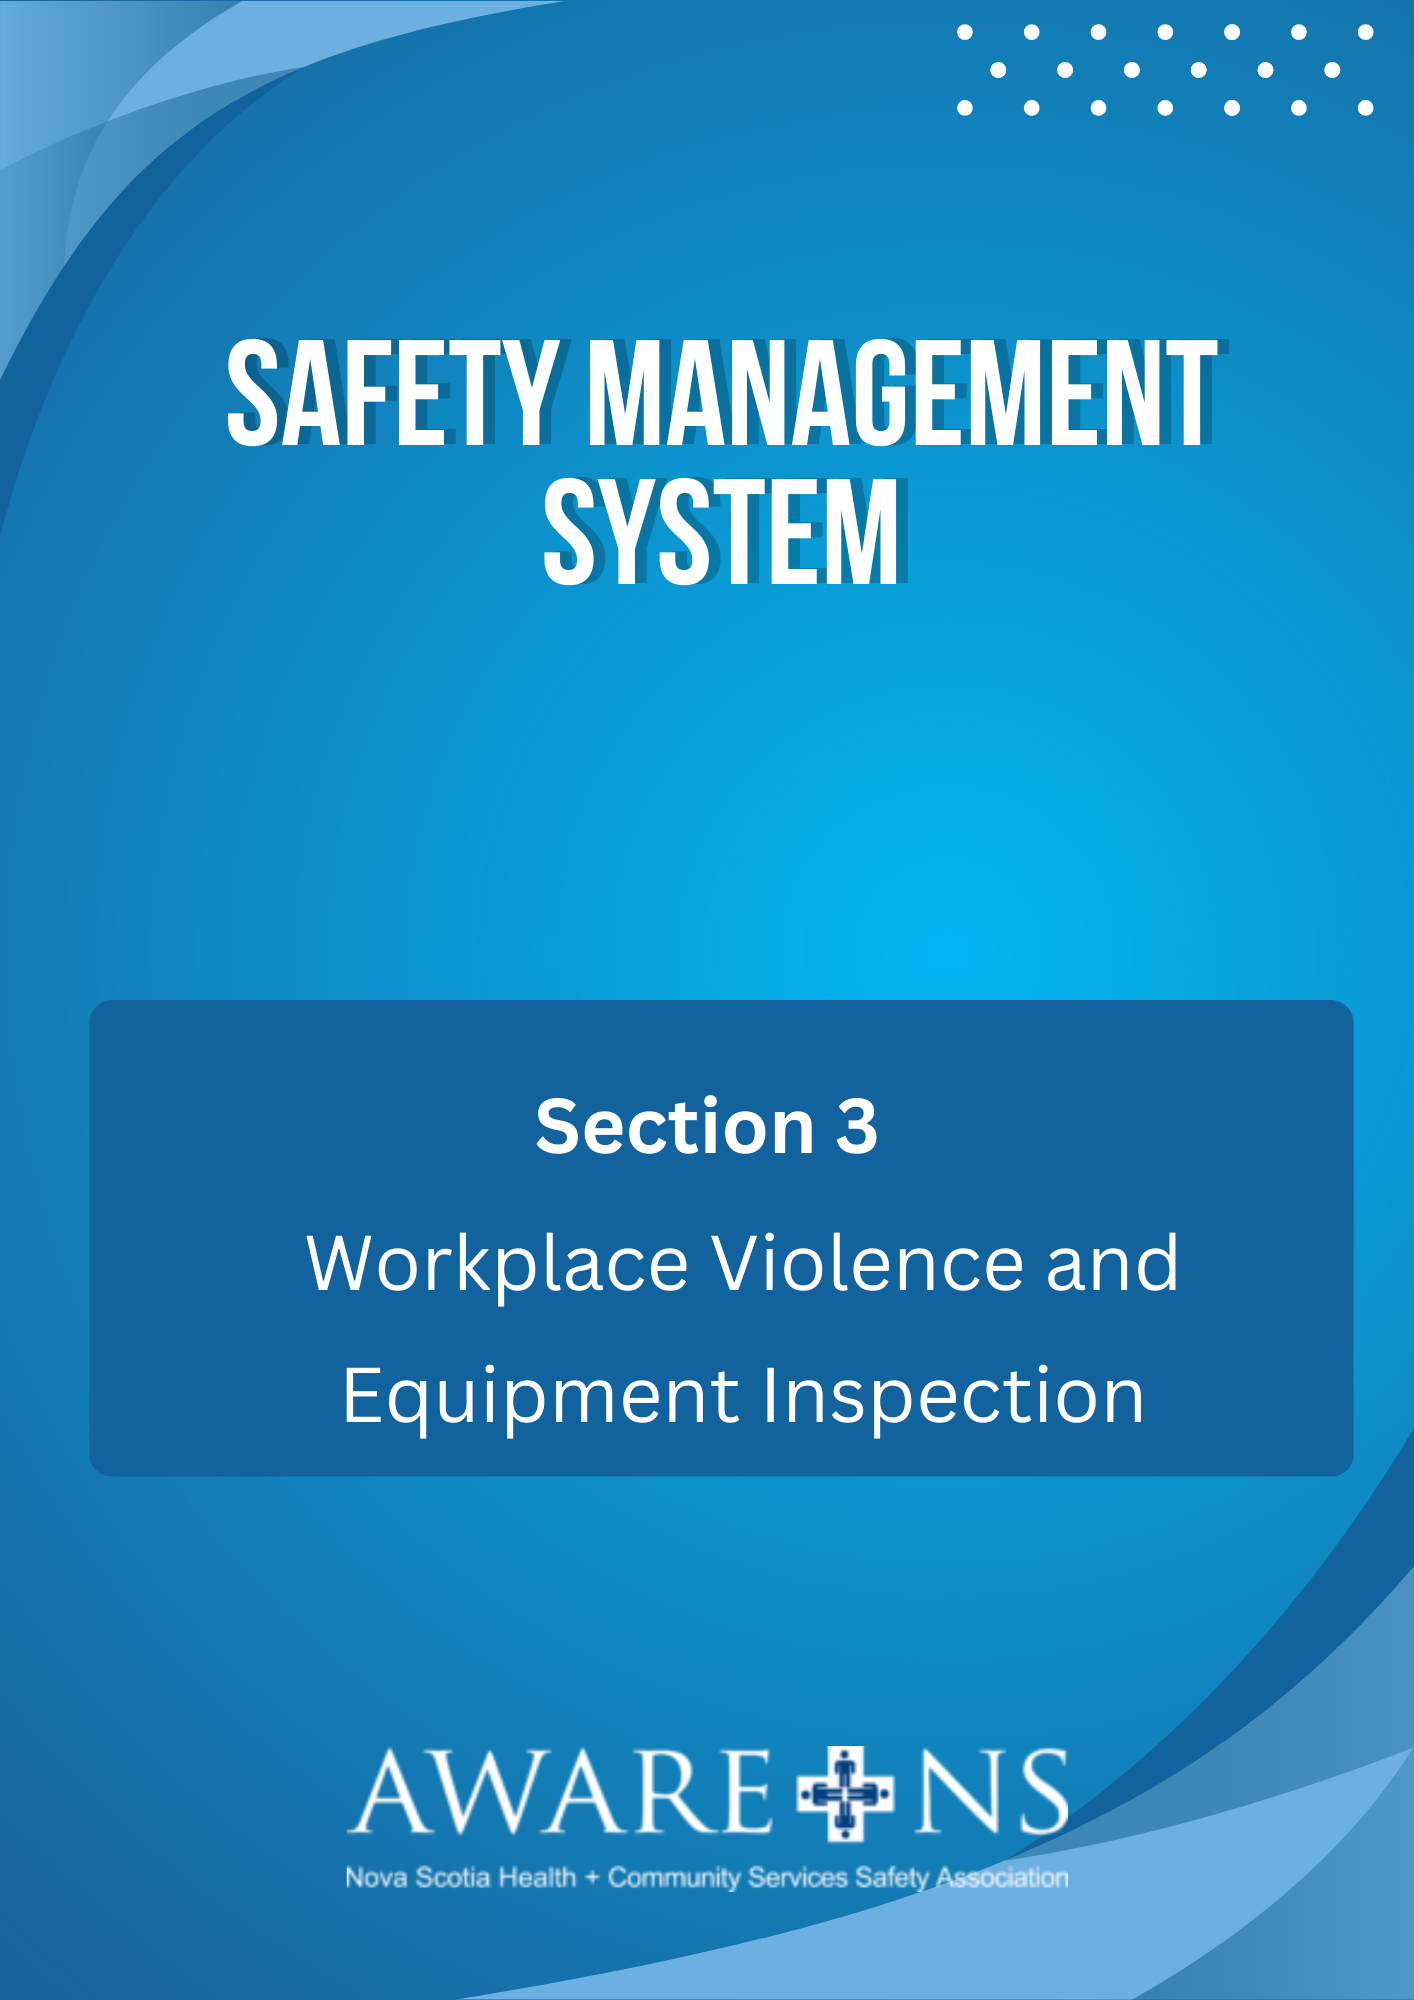 SAFETY MANAGEMENT
SYSTEM
Section 3
Workplace Violence and
Equipment Inspection
AWARE NS
Nova Scotia Health + Community Services Safety Association